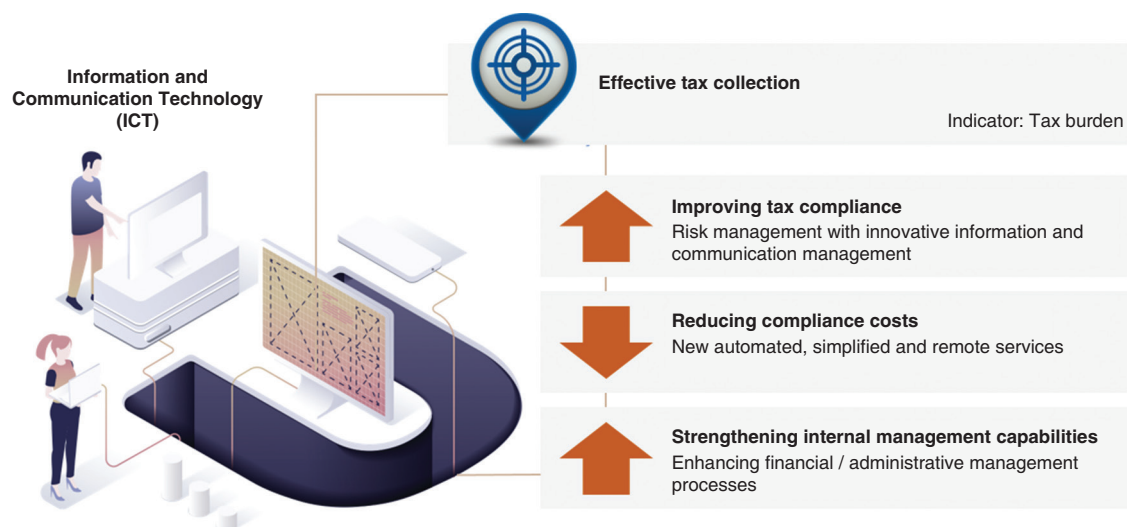 Information and
Communication Technology
(ICT)
Effective tax collection
Indicator: Tax burden
Improving tax compliance
Risk management with innovative information and
communication management
Reducing compliance costs
New automated, simplified and remote services
Strengthening internal management capabilities
Enhancing financial / administrative management
processes